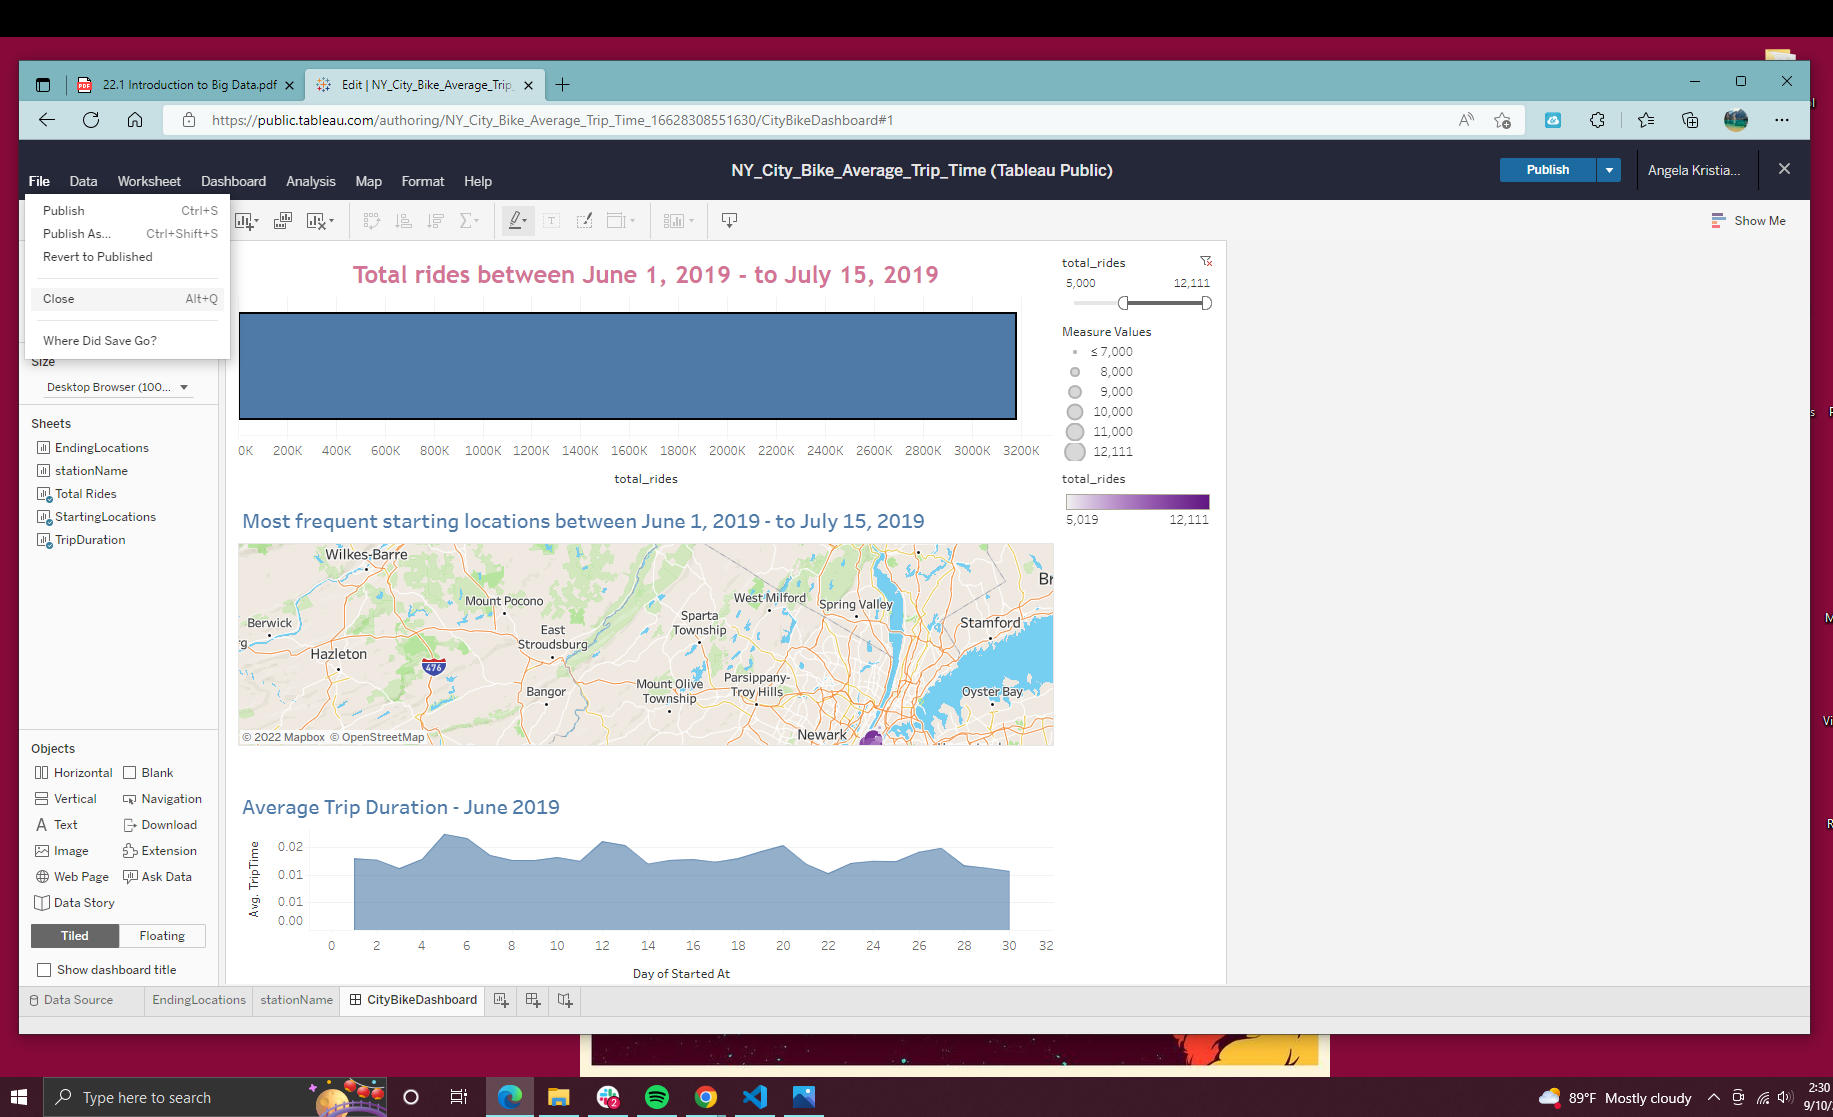 22.1 Introduction to Big Data.pdf
Edit | NY_City_Bike_Average_Trip_
https://public.tableau.com/authoring/NY_City_Bike_Average_Trip_Time_16628308551630/CityBikeDashboard#1
NY_City_Bike_Average_Trip_Time (Tableau Public)
Publish
Angela Kristia...
File Data Worksheet Dashboard Analysis Map Format Help
Show Me
Publish Ctrl+S
Publish As... Ctrl+Shift+S
Revert to Published
Close Alt+Q
Where Did Save Go?
Size
Desktop Browser (100...
Sheets
EndingLocations
stationName
Total Rides
StartingLocations
TripDuration
Objects
Horizontal Blank
Vertical Navigation
Text Download
Image Extension
Web Page Ask Data
Data Story
Tiled Floating
Show dashboard title
Total rides between June 1, 2019 - to July 15, 2019
0K 200K 400K 600K 800K 1000K 1200K 1400K 1600K 1800K 2000K 2200K 2400K 2600K 2800K 3000K 3200K
total_rides
Most frequent starting locations between June 1, 2019 - to July 15, 2019
Wilkes-Barre
Br
Mount Pocono
West Milford
Spring Valley
Berwick
Sparta
Township
Stamford
rg
East
Stroudsburg
Hazleton
476
Bangor
Mount Olive
Township
Parsippany-
Troy Hills
Oyster Bay
Newark
© 2022 Mapbox © OpenStreetMap
Average Trip Duration - June 2019
Avg. TripTime
0.02
0.01
0.01
0.00
0 2 4 6 8 10 12 14 16 18 20 22 24 26 28 30 32
Day of Started At
total_rides
5,000 12,111
Measure Values
≤ 7,000
8,000
9,000
10,000
11,000
12,111
total_rides
5,019 12,111
Data Source EndingLocations stationName CityBikeDashboard
Type here to search
2
89°F Mostly cloudy
2:30
9/10/